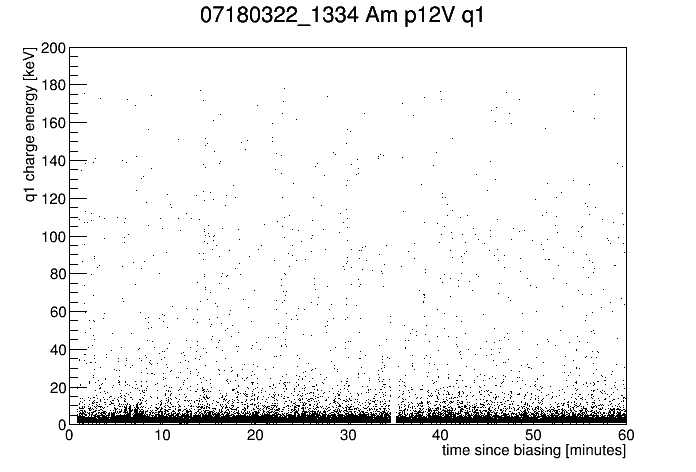 07180322_1334 Am p12V q1
q1 charge energy [keV]
200
180
160
140
120
100
80
60
40
20
0
0 10 20 30 40 50 60
time since biasing [minutes]